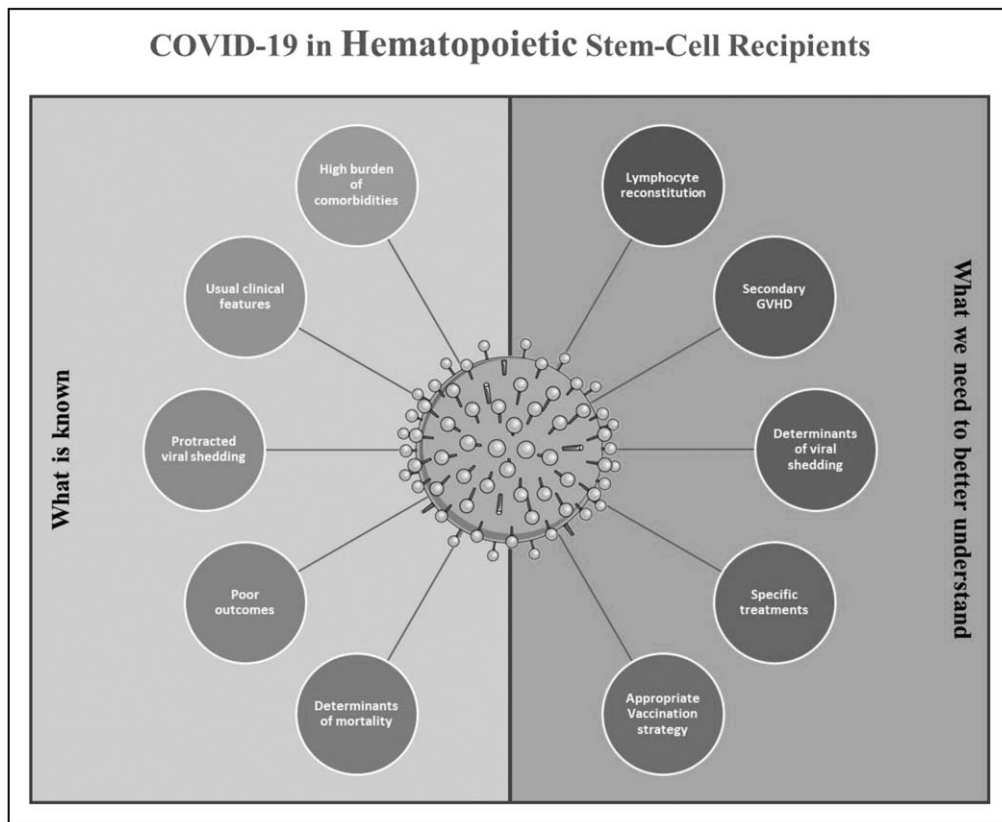 COVID-19 in Hematopoietic Stem-Cell Recipients
What is known
High burden
of
comorbidities
Usual clinical
features
Protracted
viral shedding
Poor
outcomes
Determinants
of mortality
What we need to better understand
Lymphocyte
reconstitution
Secondary
GVHD
Determinants
of viral
shedding
Specific
treatments
Appropriate
Vaccination
strategy